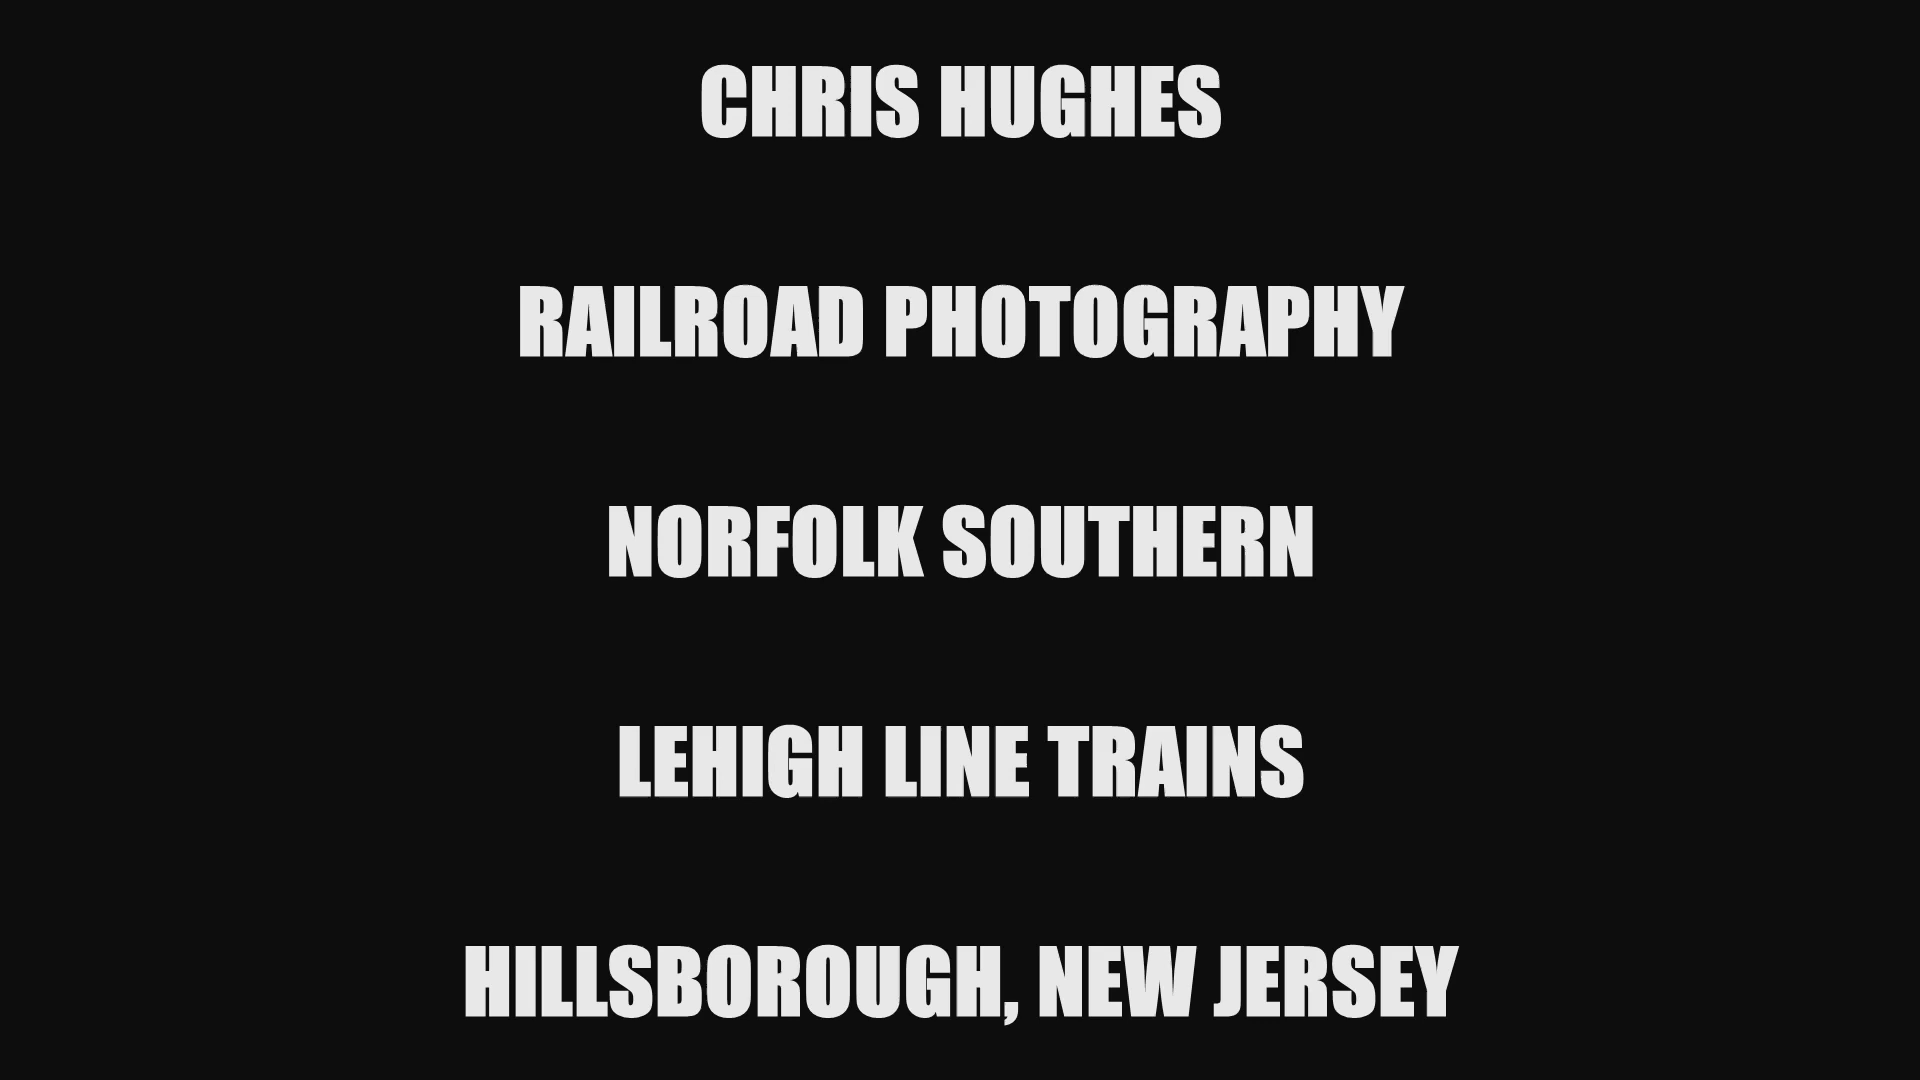 CHRIS HUGHES
RAILROAD PHOTOGRAPHY
NORFOLK SOUTHERN
LEHIGH LINE TRAINS
HILLSBOROUGH, NEW JERSEY